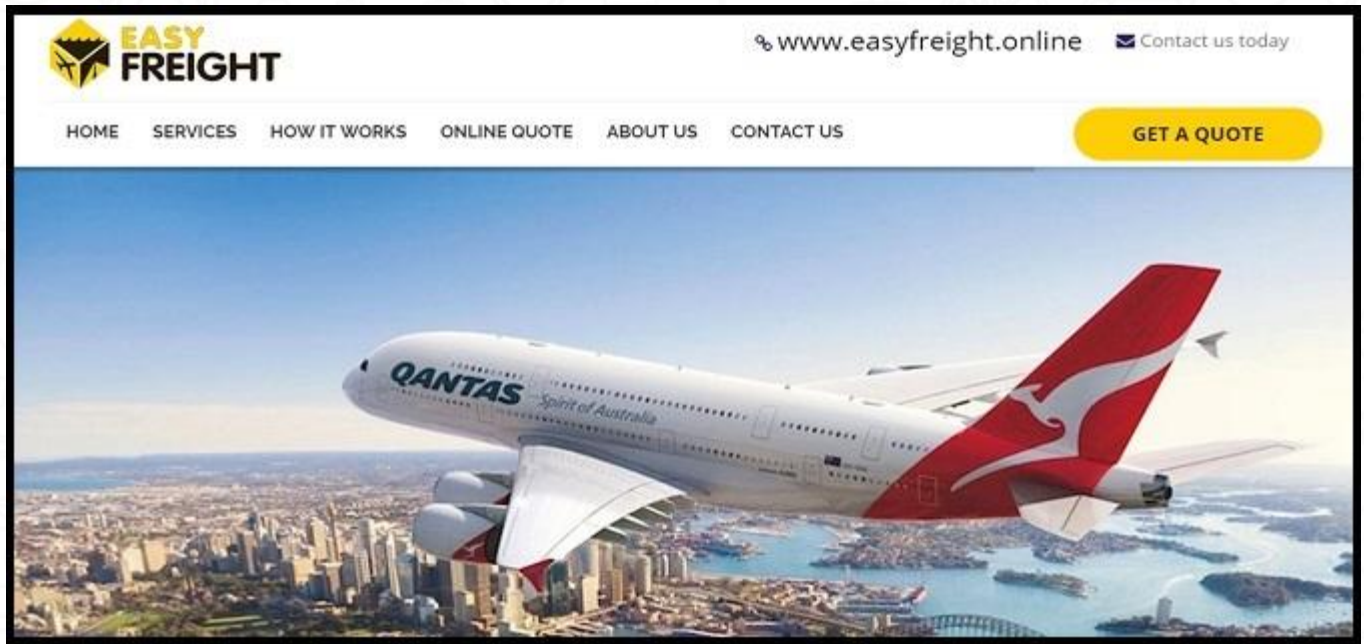 EASY
FREIGHT
www.easyfreight.online
Contact us today
HOME SERVICES HOW IT WORKS ONLINE QUOTE ABOUT US CONTACT US
GET A QUOTE
QANTAS
Spirit of Australia